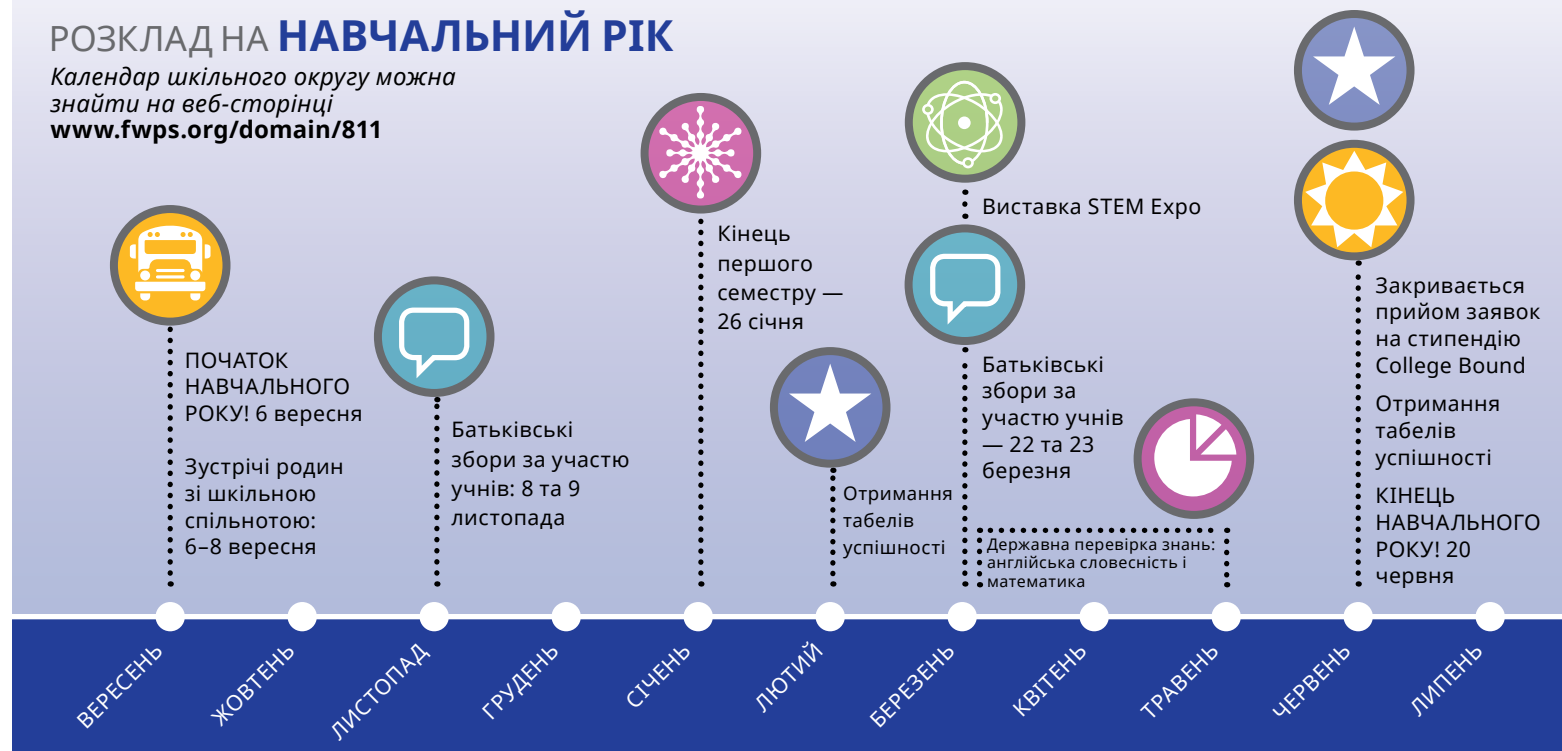 РОЗКЛАД НА НАВЧАЛЬНИЙ РІК
Календар шкільного округу можна
знайти на веб-сторінці
www.fwps.org/domain/811
ПОЧАТОК
НАВЧАЛЬНОГО
РОКУ! 6 вересня
Зустрічі родин
зі шкільною
спільнотою:
6–8 вересня
Батьківські
збори за участю
учнів: 8 та 9
листопада
Кінець
першого
семестру —
26 січня
Отримання
табелів
успішності
Виставка STEM Expo
Батьківські
збори за
участю учнів
— 22 та 23
березня
Державна перевірка знань:
англійська словесність і
математика
Закривається
прийом заявок
на стипендію
College Bound
Отримання
табелів
успішності
КІНЕЦЬ
НАВЧАЛЬНОГО
РОКУ! 20
червня
ВЕРЕСЕНЬ
ЖОВТЕНЬ
ЛИСТОПАД
ГРУДЕНЬ
СІЧЕНЬ
ЛЮТИЙ
БЕРЕЗЕНЬ
КВІТЕНЬ
ТРАВЕНЬ
ЧЕРВЕНЬ
ЛИПЕНЬ